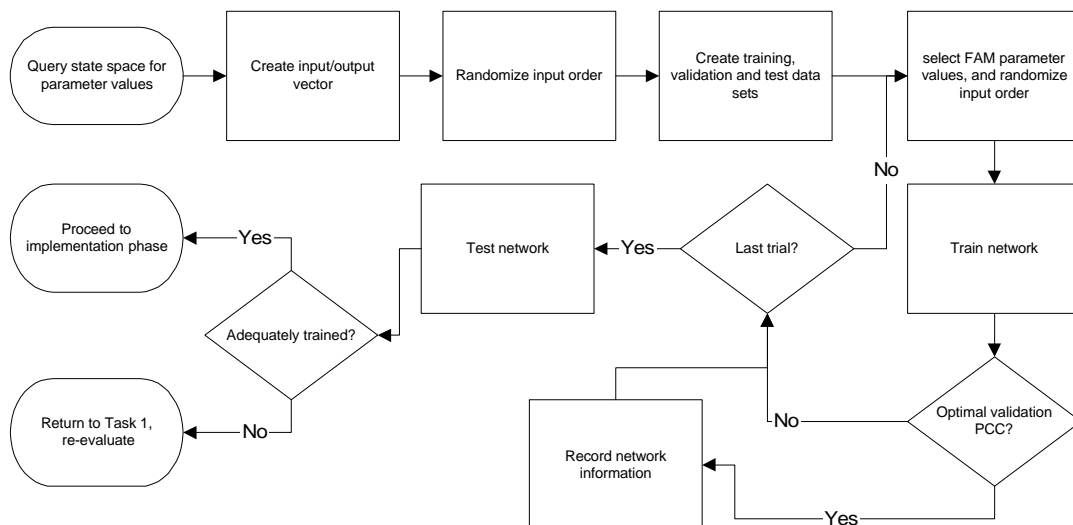 Query state space for
parameter values
Create input/output
vector
Randomize input order
Create training,
validation and test data
sets
select FAM parameter
values, and randomize
input order
No
Proceed to
implementation phase
Yes
Test network
Yes
Last trial?
Train network
Adequately trained?
Return to Task 1,
re-evaluate
No
Record network
information
No
Optimal validation
PCC?
Yes